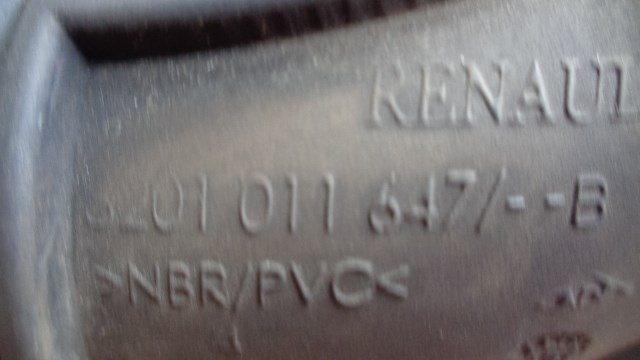 RENAUL
8201 011 647/--B
>NBR/PVC<